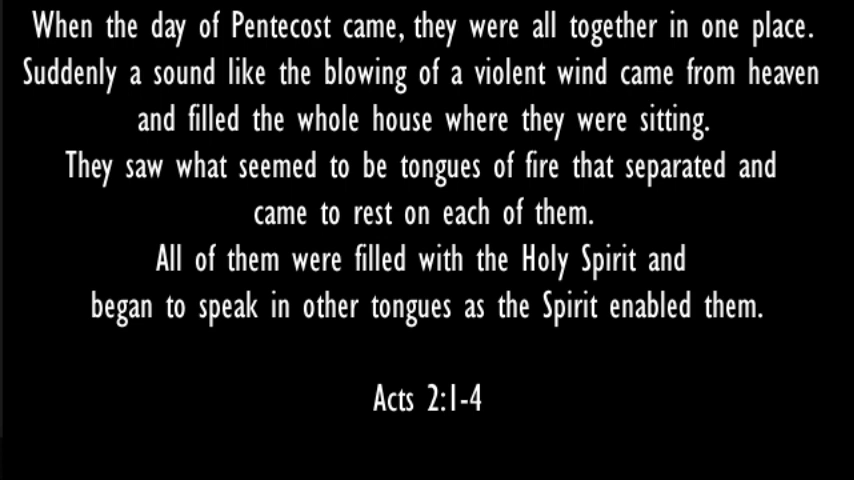 When the day of Pentecost came, they were all together in one place.
Suddenly a sound like the blowing of a violent wind came from heaven
and filled the whole house where they were sitting.
They saw what seemed to be tongues of fire that separated and
came to rest on each of them.
All of them were filled with the Holy Spirit and
began to speak in other tongues as the Spirit enabled them.
Acts 2:1-4